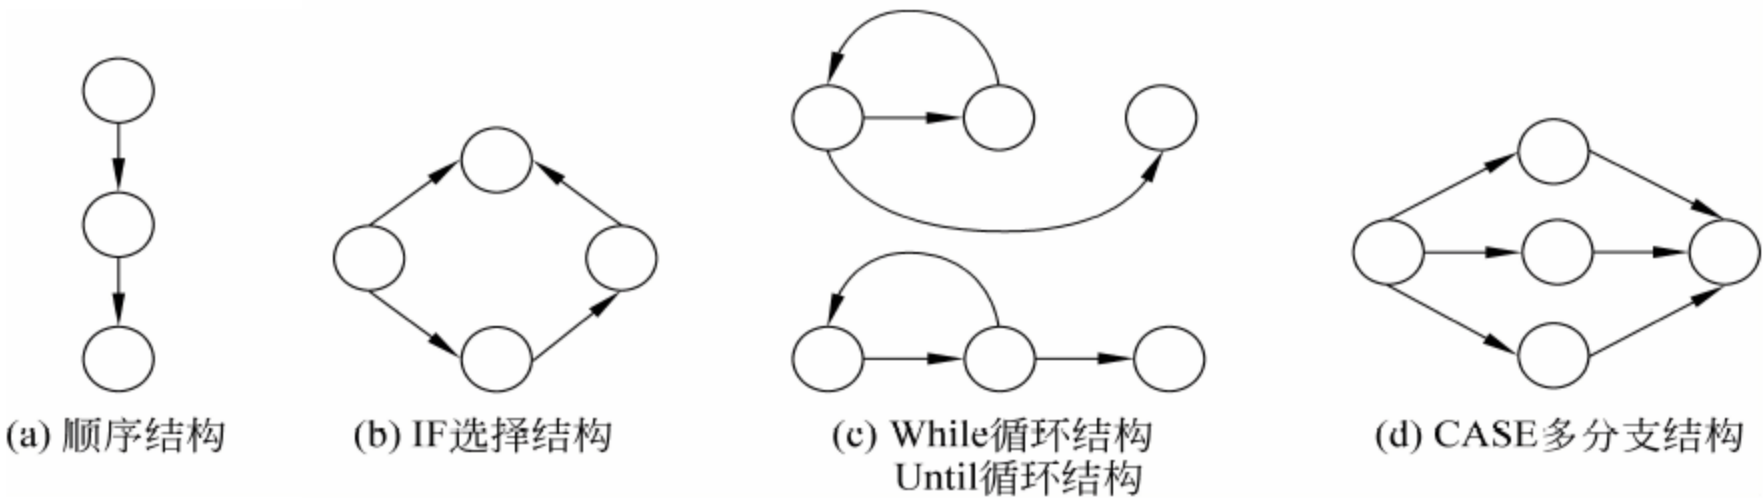 (a) 顺序结构
(b) IF选择结构
(c) While循环结构
Until循环结构
(d) CASE多分支结构